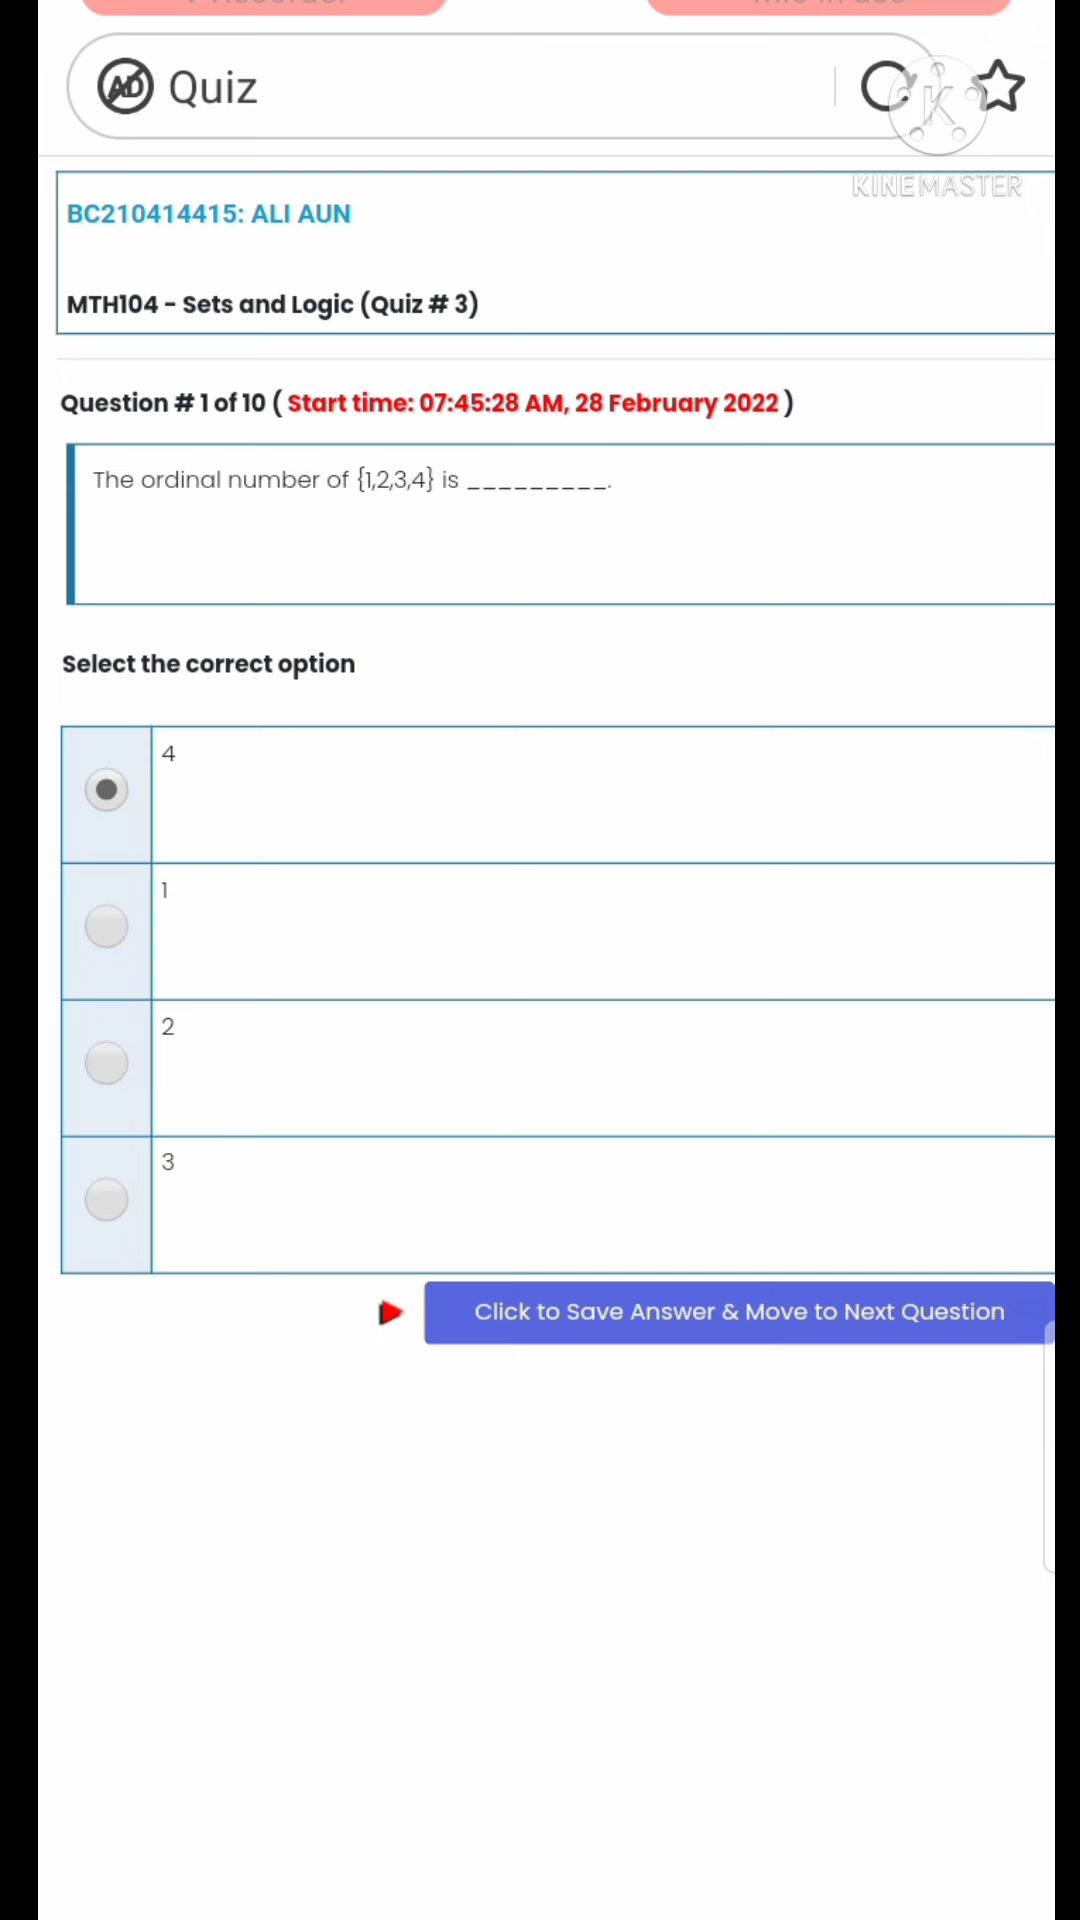 Quiz
KINEMASTER
BC210414415: ALI AUN
MTH104 - Sets and Logic (Quiz # 3)
Question # 1 of 10 ( Start time: 07:45:28 AM, 28 February 2022 )
The ordinal number of {1,2,3,4} is _________.
Select the correct option
4
1
2
3
Click to Save Answer & Move to Next Question